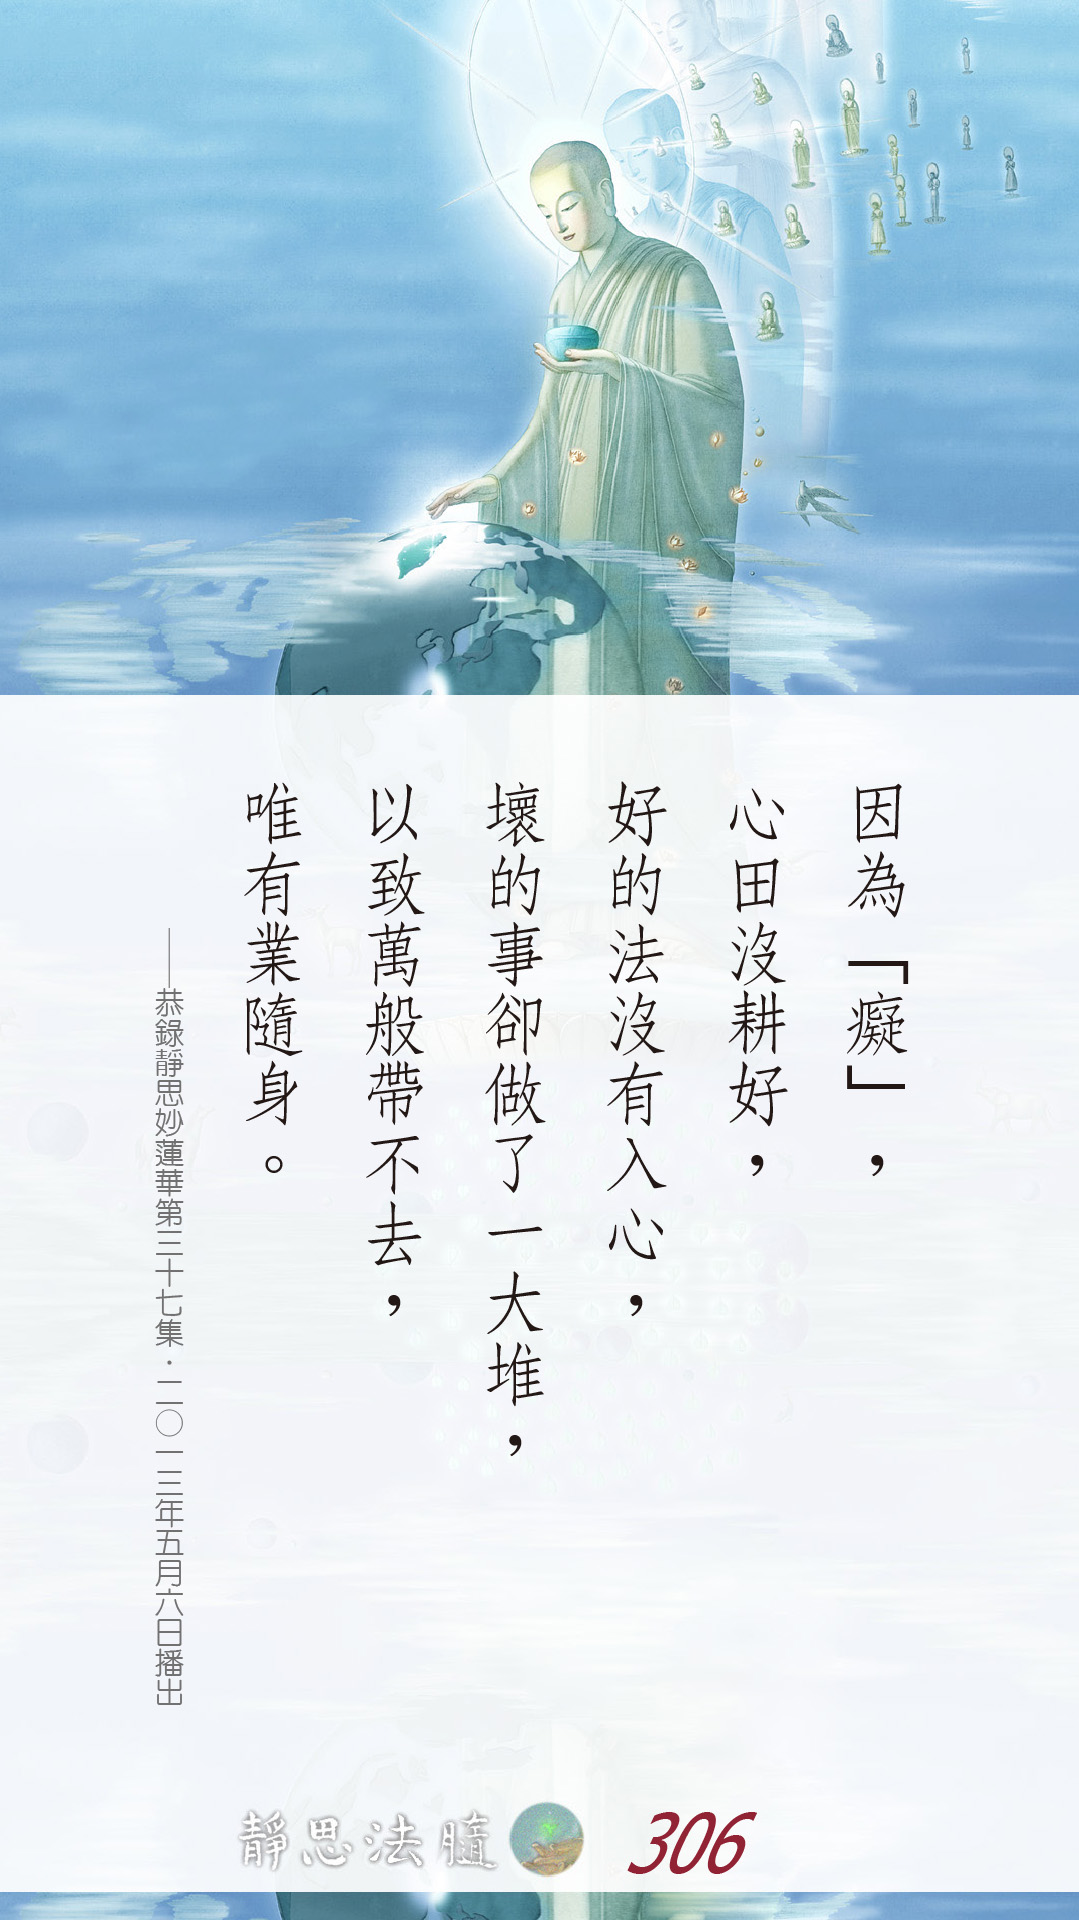 因為「癡」，
心田沒耕好，
好的法沒有入心，
壞的事卻做了一大堆，
以致萬般帶不去，
唯有業隨身。
——恭錄靜思妙蓮華第三十七集．二〇一三年五月六日播出
靜思法髓 306